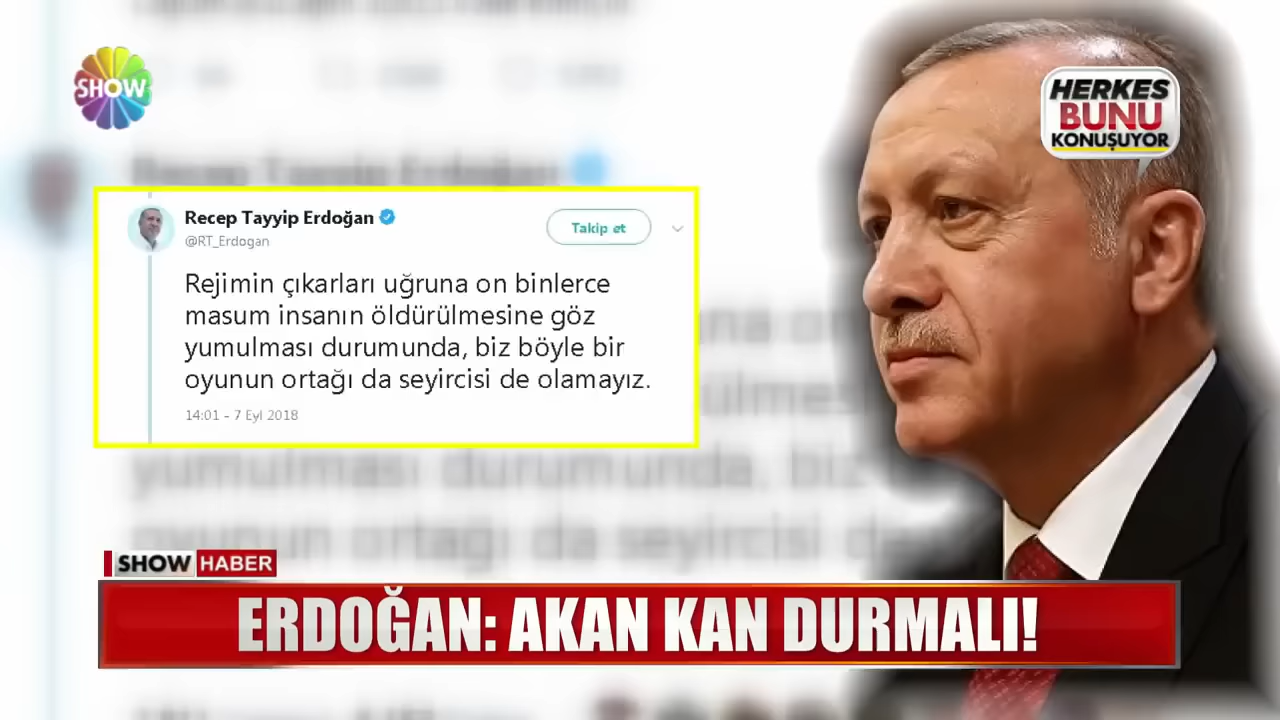 SHOW
HERKES
BUNU
KONUŞUYOR
Recep Tayyip Erdoğan
@RT_Erdogan
Takip et
Rejimin çıkarları uğruna on binlerce
masum insanın öldürülmesine göz
yumulması durumunda, biz böyle bir
oyunun ortağı da seyircisi de olamayız.
14:01 - 7 Eyl 2018
SHOW HABER
ERDOĞAN: AKAN KAN DURMALI!